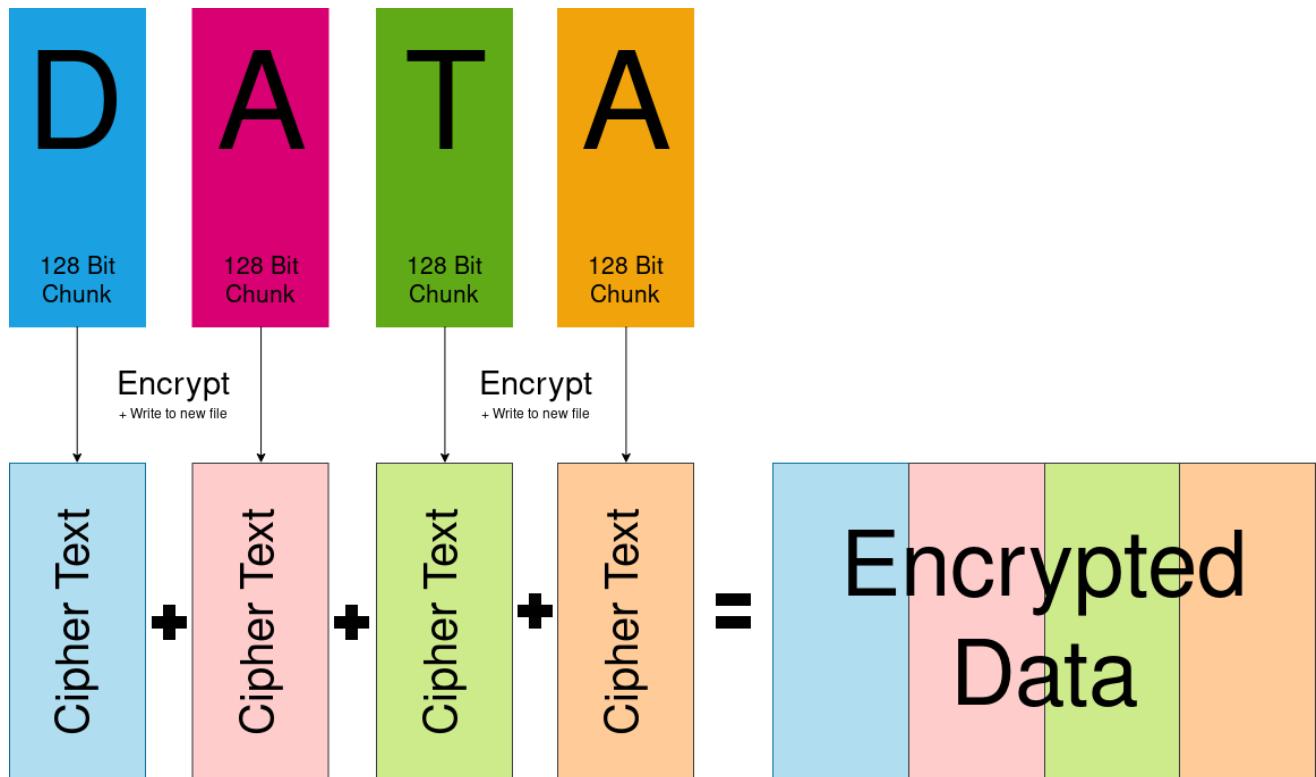 D A T A
128 Bit Chunk
128 Bit Chunk
128 Bit Chunk
128 Bit Chunk
Encrypt
+ Write to new file
Encrypt
+ Write to new file
Cipher Text
+
Cipher Text
+
Cipher Text
+
Cipher Text
=
Encrypted
Data